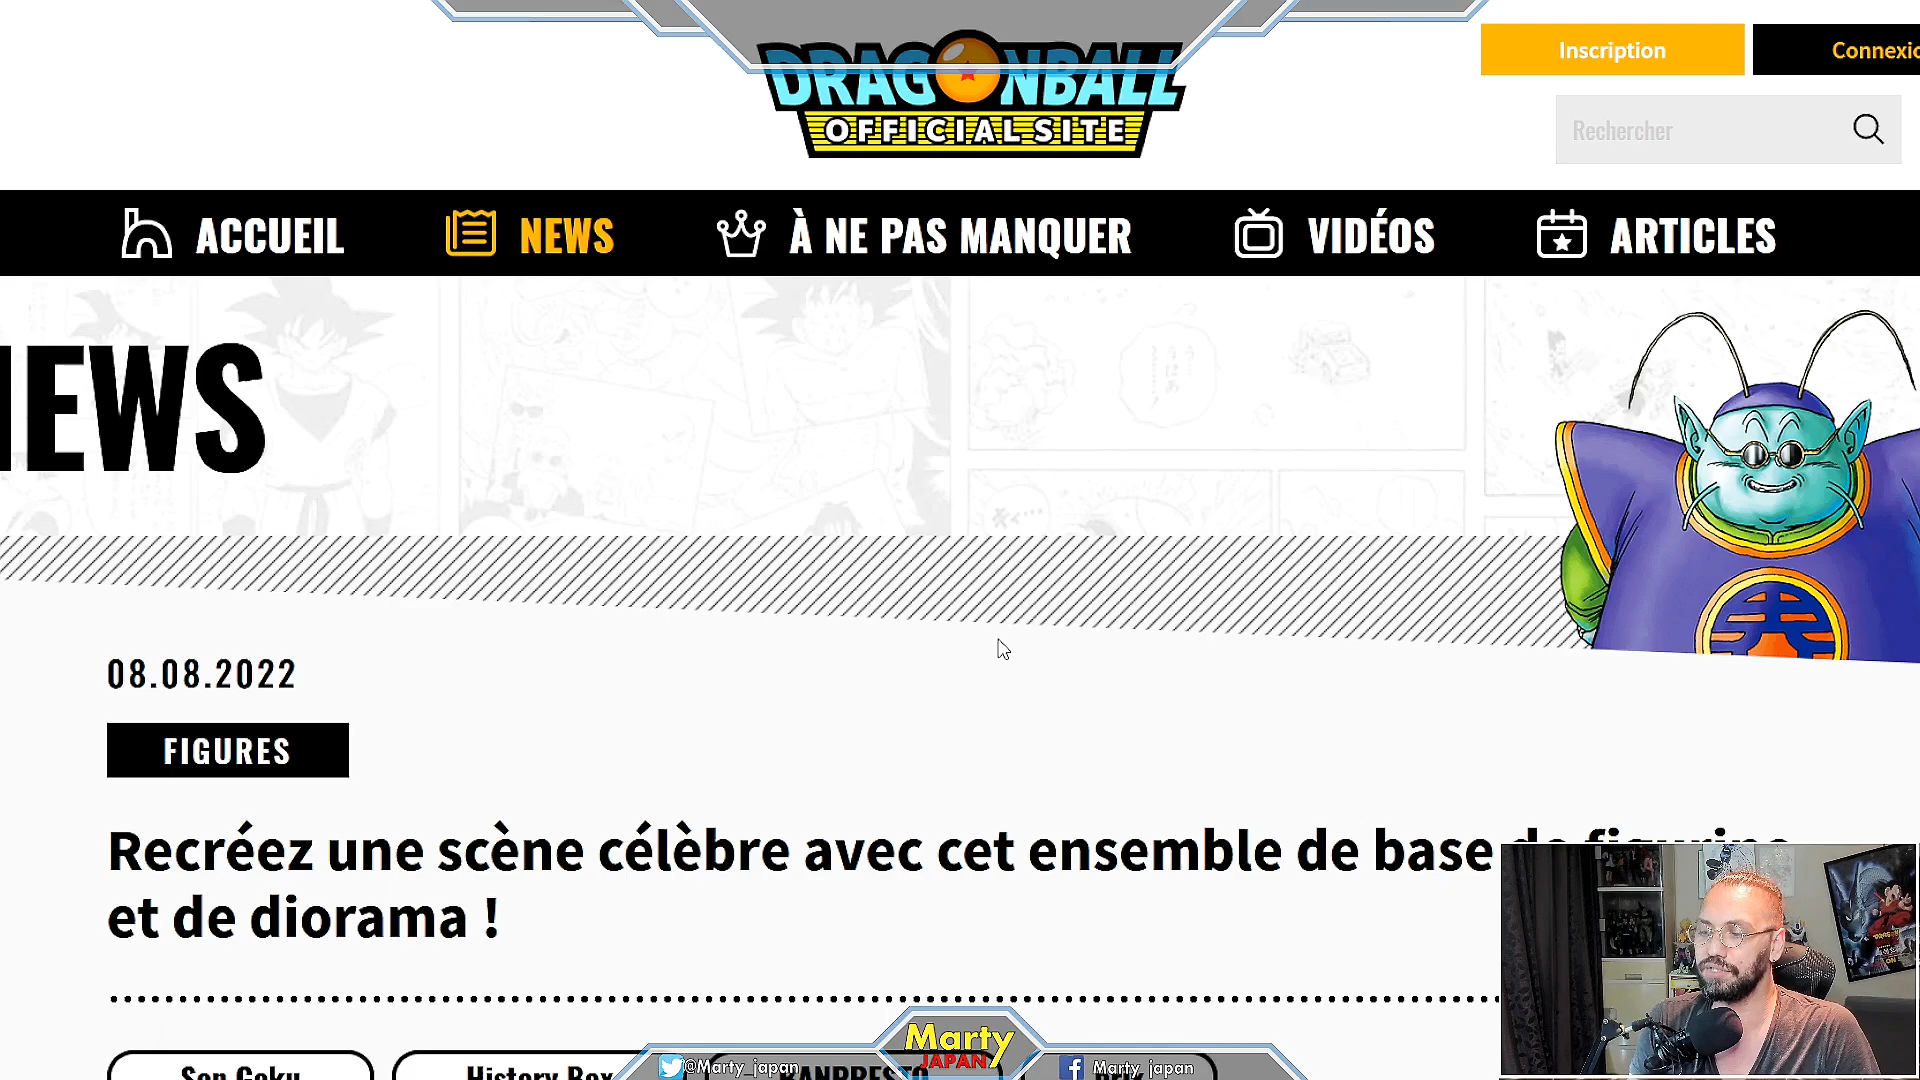 DRAGONBALL
OFFICIAL SITE
Inscription
Connexio
Rechercher
ACCUEIL
NEWS
À NE PAS MANQUER
VIDÉOS
ARTICLES
NEWS
08.08.2022
FIGURES
Recréez une scène célèbre avec cet ensemble de base de figurine
et de diorama !
Son Goku
History Box
BANPRESTO
@Marty_japan
Marty
JAPAN
Marty_japan